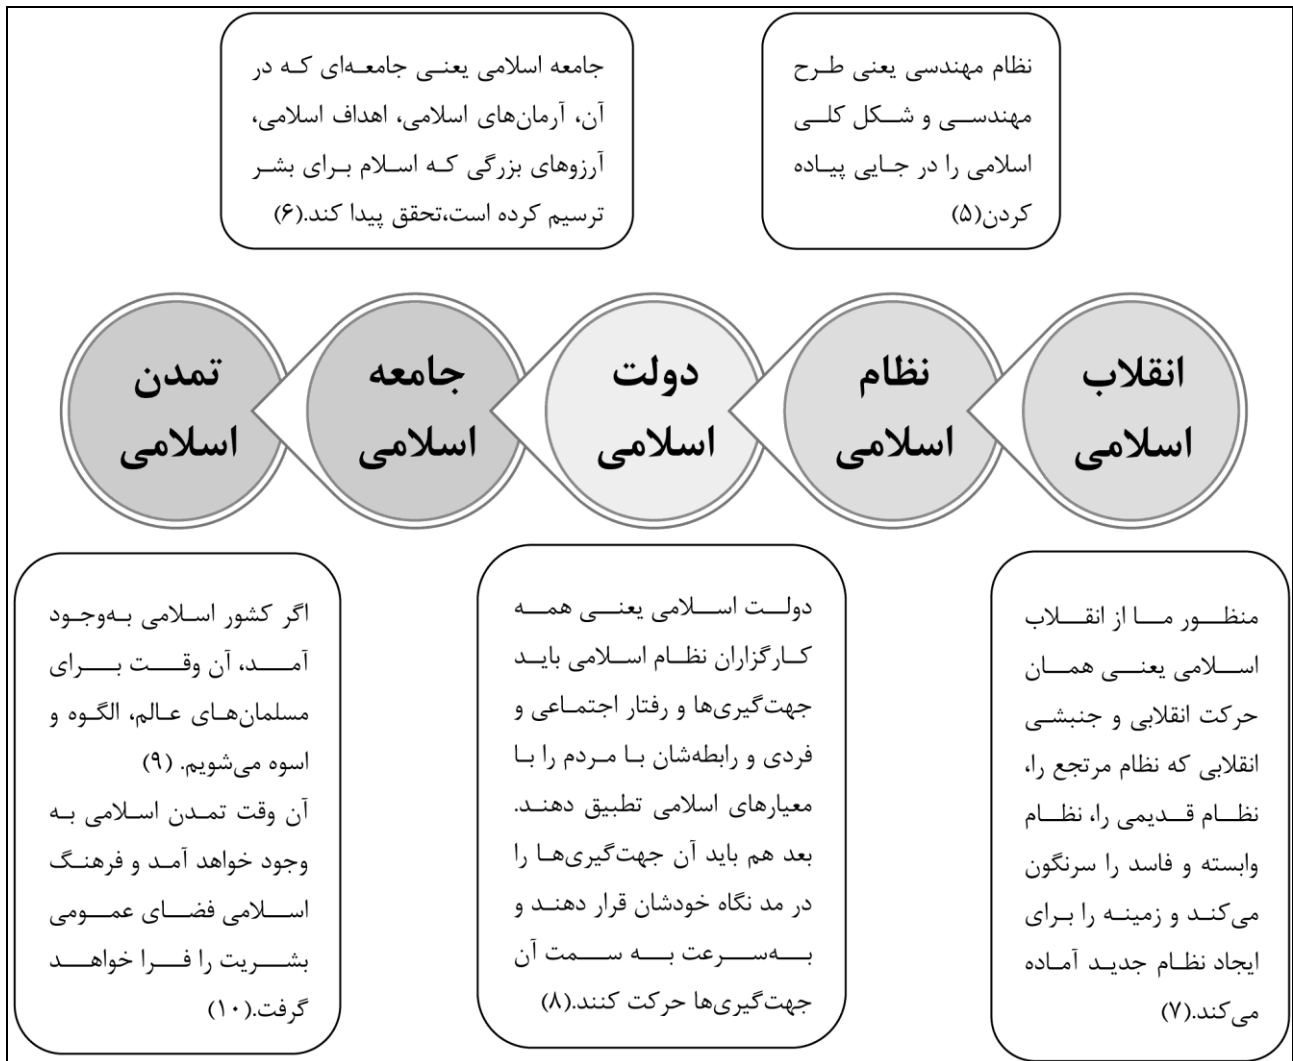 نظام مهندسی یعنی طرح
مهندسی و شکل کلی
اسلامی را در جایی پیاده
کردن(۵)
جامعه اسلامی یعنی جامعه‌ای که در
آن، آرمان‌های اسلامی، اهداف اسلامی،
آرزوهای بزرگی که اسلام برای بشر
ترسیم کرده است،تحقق پیدا کند.(۶)
انقلاب
اسلامی
نظام
اسلامی
دولت
اسلامی
جامعه
اسلامی
تمدن
اسلامی
منظور ما از انقلاب
اسلامی یعنی همان
حرکت انقلابی و جنبشی
انقلابی که نظام مرتجع را،
نظام قدیمی را، نظام
وابسته و فاسد را سرنگون
می‌کند و زمینه را برای
ایجاد نظام جدید آماده
می‌کند.(۷)
دولت اسلامی یعنی همه
کارگزاران نظام اسلامی باید
جهت‌گیری‌ها و رفتار اجتماعی و
فردی و رابطه‌شان با مردم را با
معیارهای اسلامی تطبیق دهند.
بعد هم باید آن جهت‌گیری‌ها را
در مد نگاه خودشان قرار دهند و
به‌سرعت به سمت آن
جهت‌گیری‌ها حرکت کنند.(۸)
اگر کشور اسلامی به‌وجود
آمد، آن وقت برای
مسلمان‌های عالم، الگوه و
اسوه می‌شویم. (۹)
آن وقت تمدن اسلامی به
وجود خواهد آمد و فرهنگ
اسلامی فضای عمومی
بشریت را فرا خواهد
گرفت.(۱۰)